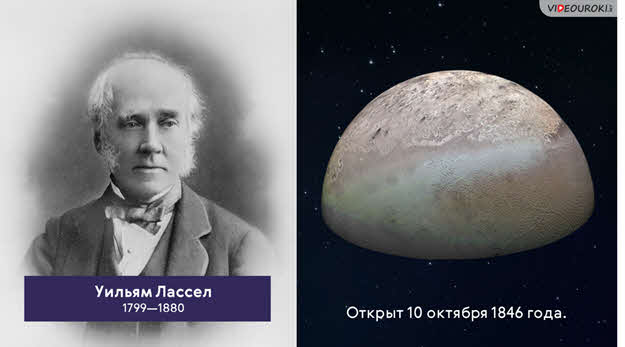 VIDEOUROKI
Уильям Лассел
1799—1880
Открыт 10 октября 1846 года.